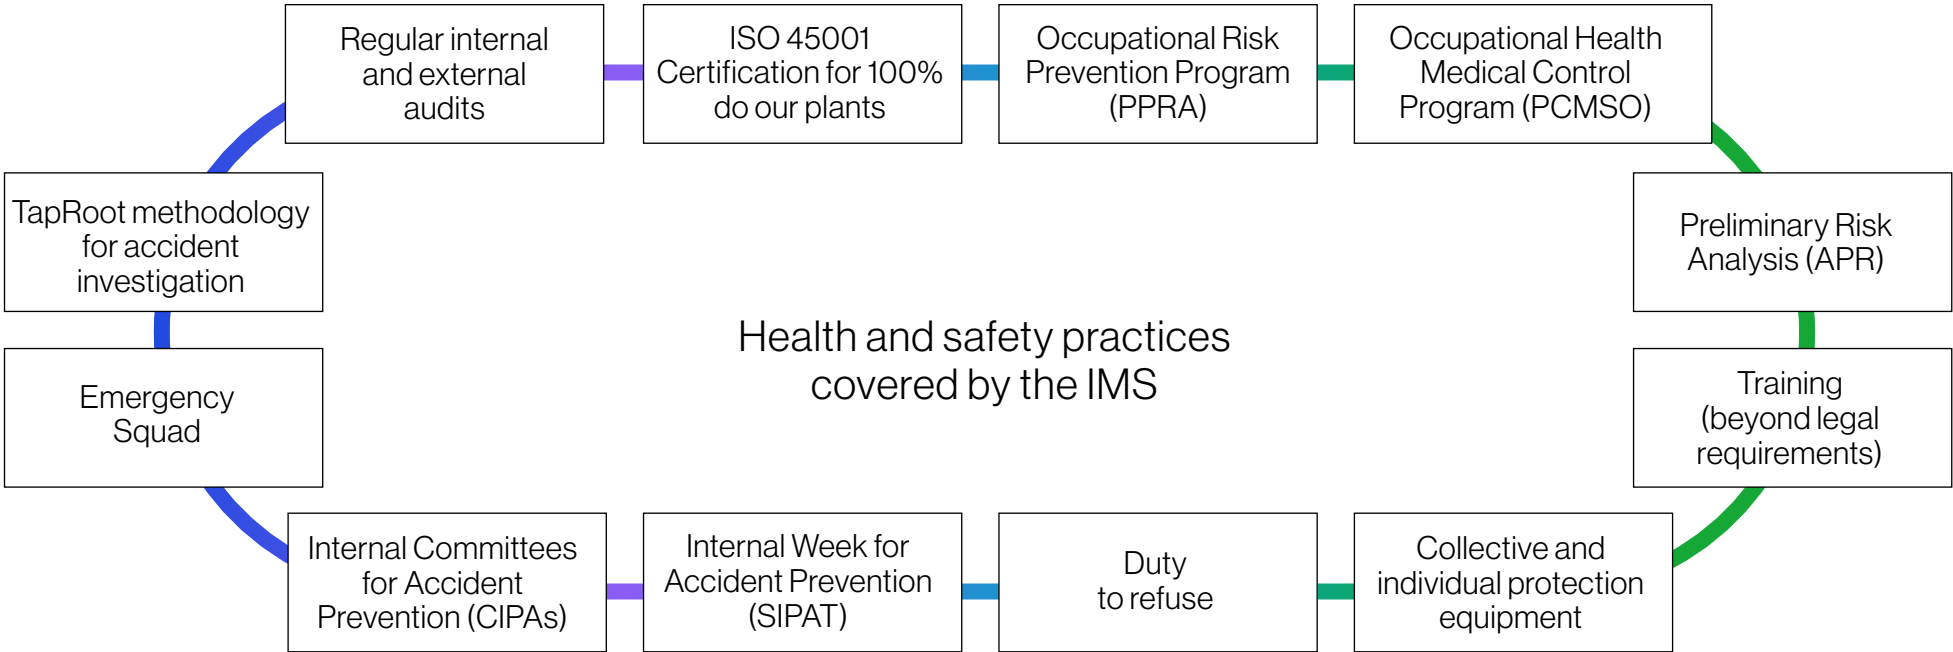 Regular internal
and external
audits
ISO 45001
Certification for 100%
do our plants
Occupational Risk
Prevention Program
(PPRA)
Occupational Health
Medical Control
Program (PCMSO)
TapRoot methodology
for accident
investigation
Preliminary Risk
Analysis (APR)
Health and safety practices
covered by the IMS
Emergency
Squad
Training
(beyond legal
requirements)
Internal Committees
for Accident
Prevention (CIPAs)
Internal Week for
Accident Prevention
(SIPAT)
Duty
to refuse
Collective and
individual protection
equipment